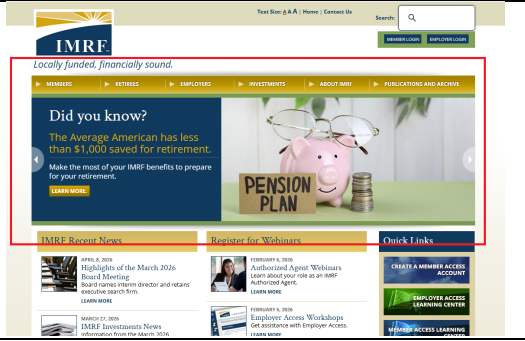 Text Size: A A A | Home | Contact Us
Search:
MEMBER LOGIN EMPLOYER LOGIN
IMRF
Locally funded, financially sound.
MEMBERS RETIREES EMPLOYERS INVESTMENTS ABOUT IMRF PUBLICATIONS AND ARCHIVE
Did you know?
The Average American has less
than $1,000 saved for retirement.
Make the most of your IMRF benefits to prepare
for your retirement.
LEARN MORE
PENSION
PLAN
IMRF Recent News
APRIL 8, 2026
Highlights of the March 2026
Board Meeting
Board names interim director and retains
executive search firm.
LEARN MORE
MARCH 27, 2026
IMRF Investments News
Information from the March 2026
Register for Webinars
FEBRUARY 6, 2026
Authorized Agent Webinars
Learn about your role as an IMRF
Authorized Agent.
LEARN MORE
FEBRUARY 6, 2026
Employer Access Workshops
Get assistance with Employer Access.
LEARN MORE
Quick Links
CREATE A MEMBER ACCESS
ACCOUNT
EMPLOYER ACCESS
LEARNING CENTER
MEMBER ACCESS LEARNING
CENTER